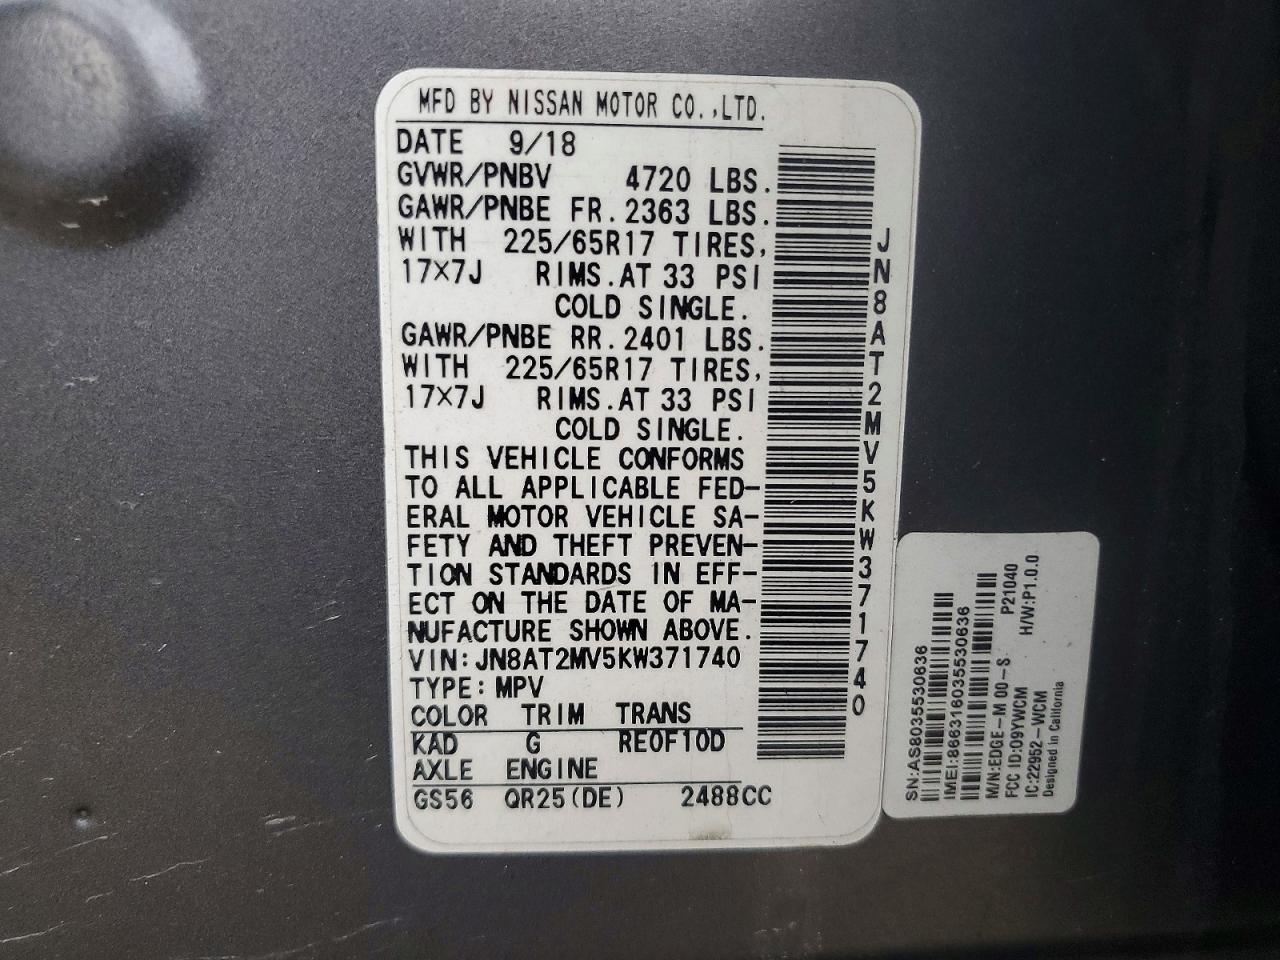 MFD BY NISSAN MOTOR CO.,LTD.
DATE 9/18
GVWR/PNBV 4720 LBS.
GAWR/PNBE FR. 2363 LBS.
WITH 225/65R17 TIRES,
17×7J RIMS. AT 33 PSI
COLD SINGLE.
GAWR/PNBE RR. 2401 LBS.
WITH 225/65R17 TIRES,
17×7J RIMS. AT 33 PSI
COLD SINGLE.
THIS VEHICLE CONFORMS
TO ALL APPLICABLE FED-
ERAL MOTOR VEHICLE SA-
FETY AND THEFT PREVEN-
TION STANDARDS IN EFF-
ECT ON THE DATE OF MA-
NUFACTURE SHOWN ABOVE.
VIN: JN8AT2MV5KW371740
TYPE: MPV
COLOR TRIM TRANS
KAD G RE0F10D
AXLE ENGINE
GS56 QR25(DE) 2488CC
JN8AT2MV5KW371740
SN:AS8035530636
IMEI:866316035530636
M/N:EDGE-M 00-S P21040
FCC ID:O9YWCM H/W:P1.0.0
IC:22952-WCM
Designed in California